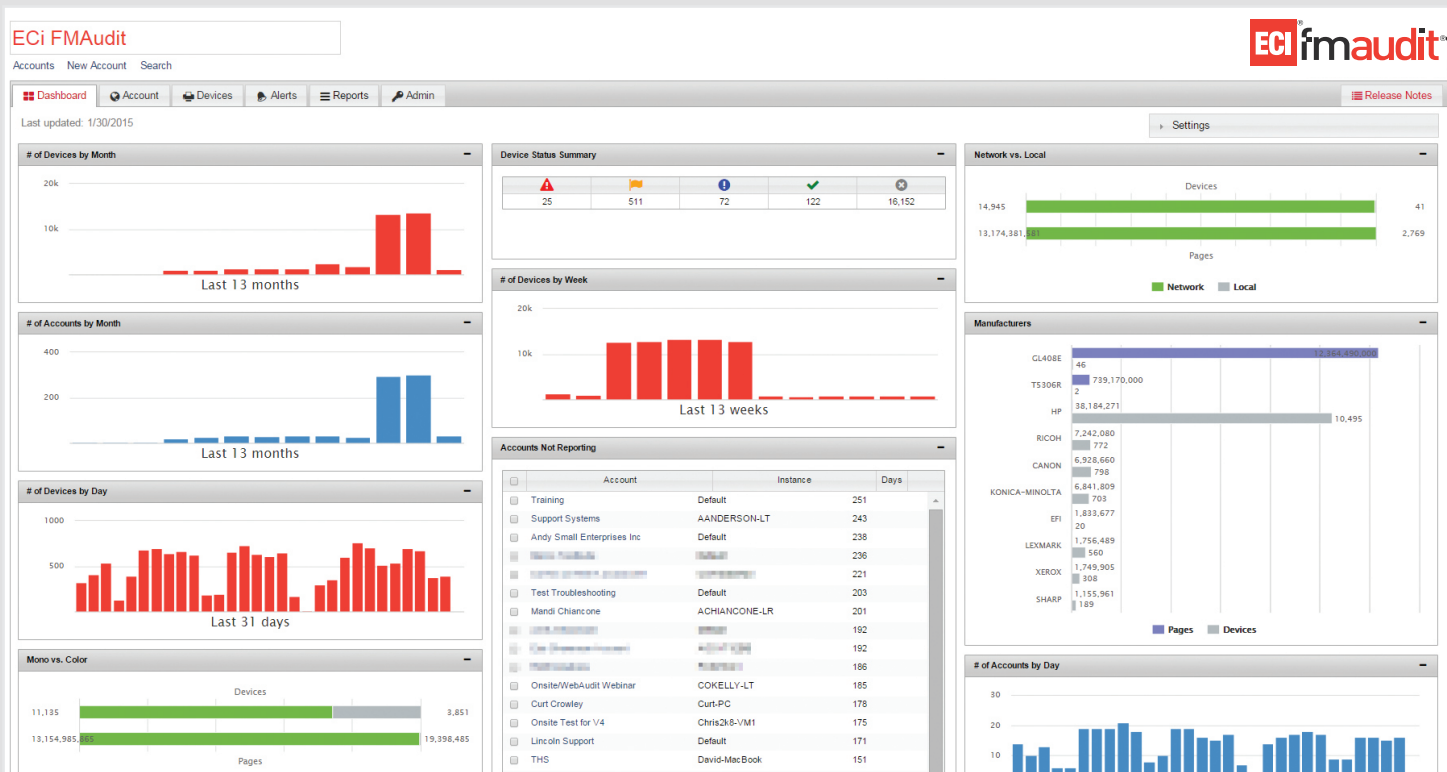 ECi FMAudit
ECI fmaudit®
Accounts New Account Search
Dashboard Account Devices Alerts Reports Admin Release Notes
Last updated: 1/30/2015
Settings
# of Devices by Month
20k
10k
Last 13 months
# of Accounts by Month
400
200
Last 13 months
# of Devices by Day
1000
500
Last 31 days
Mono vs. Color
Devices
11,135 3,851
13,154,985,865 19,398,485
Pages
Device Status Summary
25 511 72 122 16,152
# of Devices by Week
20k
10k
Last 13 weeks
Accounts Not Reporting
Account Instance Days
Training Default 251
Support Systems AANDERSON-LT 243
Andy Small Enterprises Inc Default 238
236
221
Test Troubleshooting Default 203
Mandi Chiancone ACHIANCONE-LR 201
192
192
186
Onsite/WebAudit Webinar COKELLY-LT 185
Curt Crowley Curt-PC 178
Onsite Test for V4 Chris2k8-VM1 175
Lincoln Support Default 171
THS David-MacBook 151
Network vs. Local
Devices
14,945 41
13,174,381,581 2,769
Pages
Network Local
Manufacturers
GL408E 12,364,490,000
46
T5306R 739,170,000
2
HP 38,184,271
10,495
RICOH 7,242,080
772
CANON 6,928,660
798
KONICA-MINOLTA 6,841,809
703
EFI 1,833,677
20
LEXMARK 1,756,489
560
XEROX 1,749,905
308
SHARP 1,155,961
189
Pages Devices
# of Accounts by Day
30
20
10